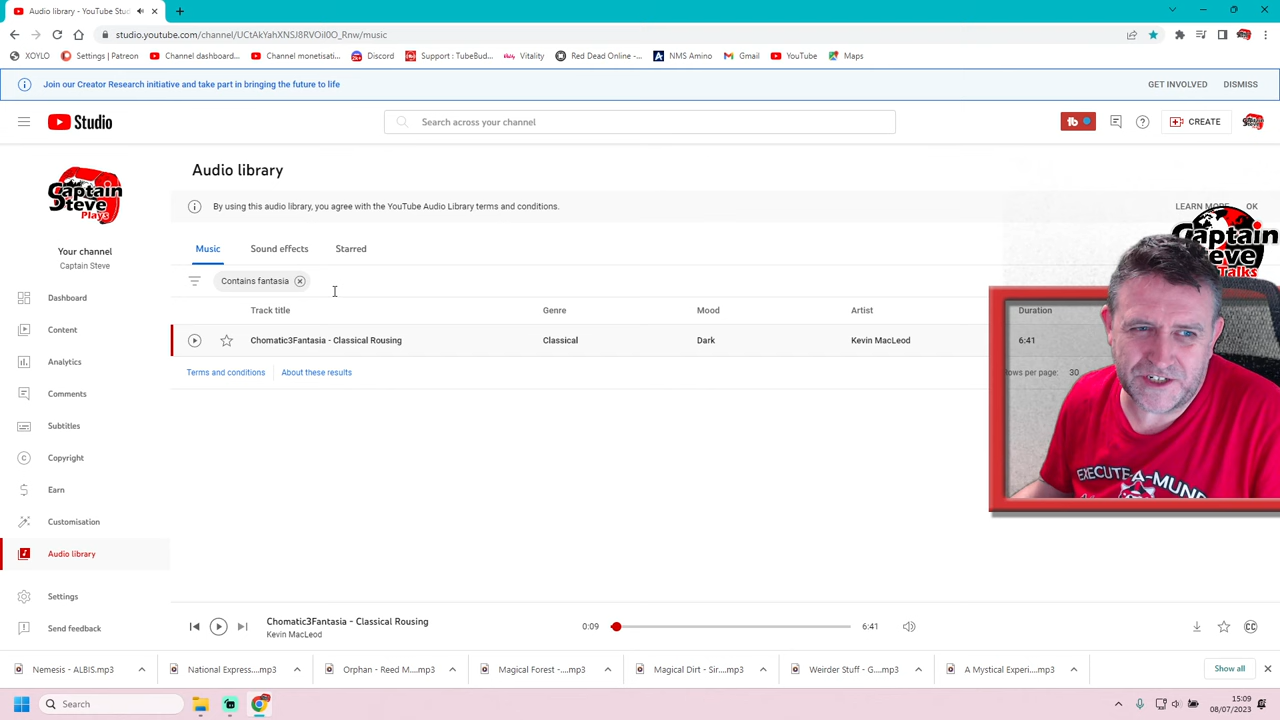 Audio library - YouTube Stud
studio.youtube.com/channel/UCtAkYahXNSJ8RVOil0O_Rnw/music
XOYLO Settings | Patreon Channel dashboard... Channel monetisati... Discord Support : TubeBud... Vitality Red Dead Online -... NMS Amino Gmail YouTube Maps
Join our Creator Research initiative and take part in bringing the future to life GET INVOLVED DISMISS
Studio Search across your channel tb CREATE
Captain Steve Plays
Your channel
Captain Steve
Dashboard
Content
Analytics
Comments
Subtitles
Copyright
Earn
Customisation
Audio library
Settings
Send feedback
Audio library
By using this audio library, you agree with the YouTube Audio Library terms and conditions. LEARN MORE OK
Music Sound effects Starred
Contains fantasia
Track title Genre Mood Artist Duration
Chomatic3Fantasia - Classical Rousing Classical Dark Kevin MacLeod 6:41
Terms and conditions About these results Rows per page: 30
Captain Steve Talks
EXECUTE-A-MUND
Chomatic3Fantasia - Classical Rousing
Kevin MacLeod
0:09 6:41
Nemesis - ALBIS.mp3 National Express....mp3 Orphan - Reed M....mp3 Magical Forest -....mp3 Magical Dirt - Sir....mp3 Weirder Stuff - G....mp3 A Mystical Experi....mp3 Show all
Search 15:09
08/07/2023